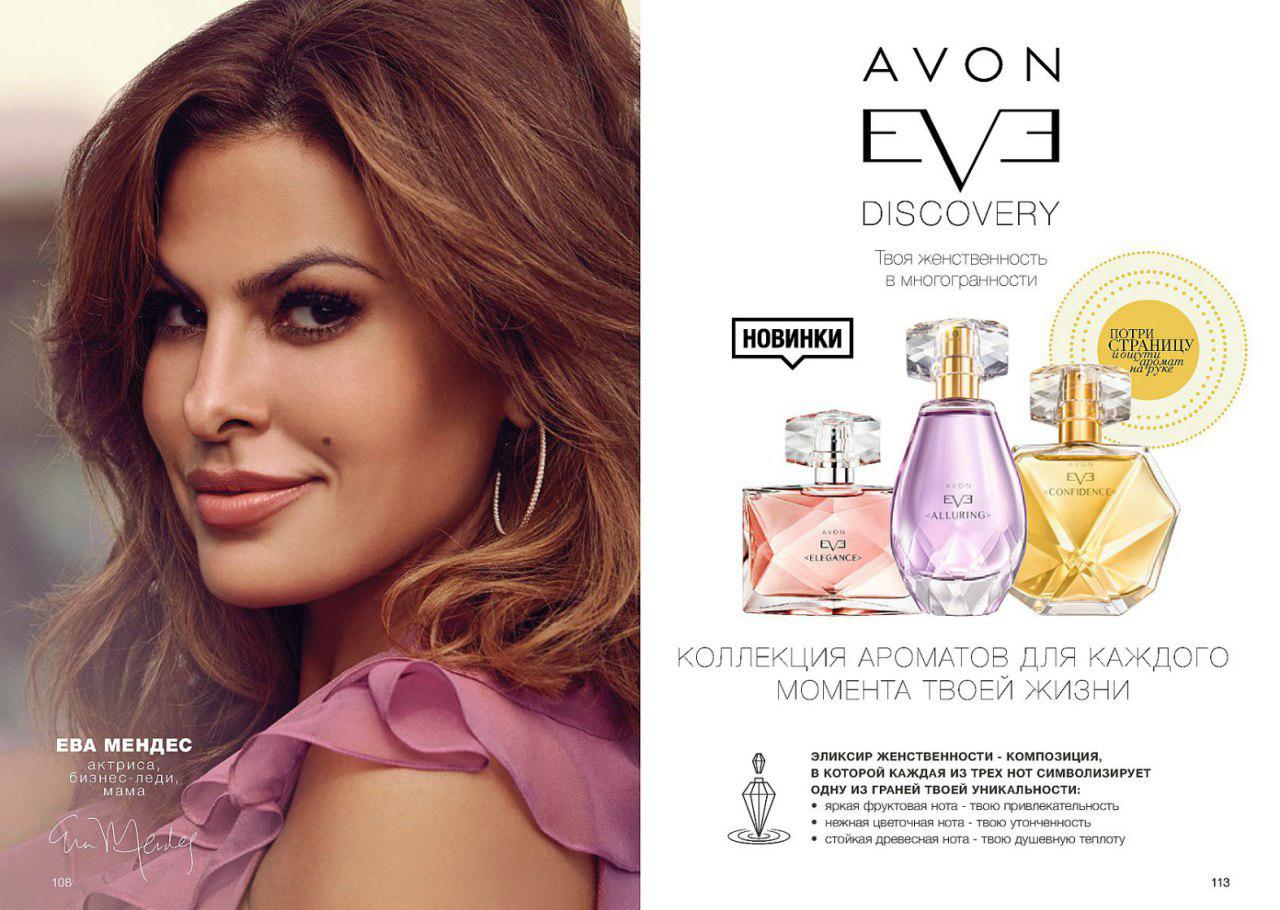 ЕВА МЕНДЕС
актриса,
бизнес-леди,
мама
Eva Mendes
108
AVON
EVE
DISCOVERY
Твоя женственность
в многогранности
НОВИНКИ
ПОТРИ
СТРАНИЦУ
и ощути
аромат
на руке
AVON
EVE
<ELEGANCE>
AVON
EVE
<ALLURING>
AVON
EVE
<CONFIDENCE>
КОЛЛЕКЦИЯ АРОМАТОВ ДЛЯ КАЖДОГО
МОМЕНТА ТВОЕЙ ЖИЗНИ
ЭЛИКСИР ЖЕНСТВЕННОСТИ - КОМПОЗИЦИЯ,
В КОТОРОЙ КАЖДАЯ ИЗ ТРЕХ НОТ СИМВОЛИЗИРУЕТ
ОДНУ ИЗ ГРАНЕЙ ТВОЕЙ УНИКАЛЬНОСТИ:
• яркая фруктовая нота - твою привлекательность
• нежная цветочная нота - твою утонченность
• стойкая древесная нота - твою душевную теплоту
113